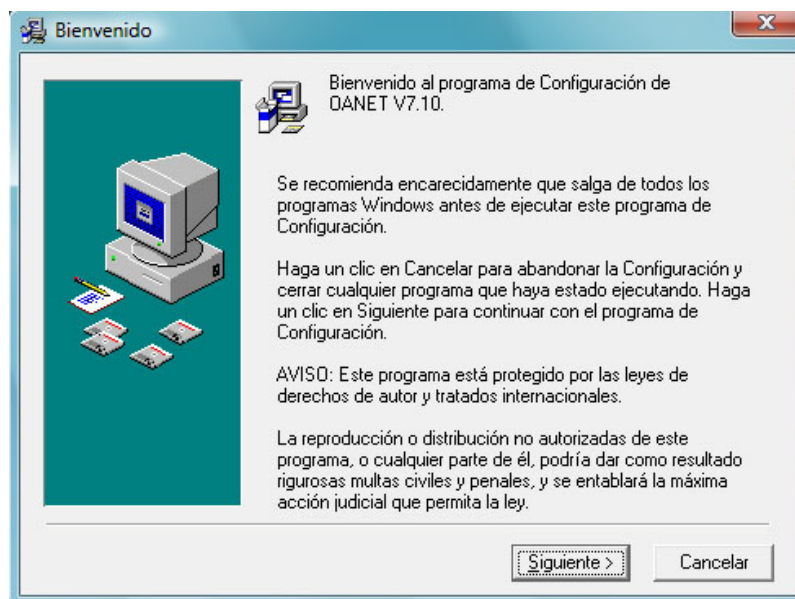 Bienvenido
Bienvenido al programa de Configuración de
OANET V7.10.
Se recomienda encarecidamente que salga de todos los
programas Windows antes de ejecutar este programa de
Configuración.
Haga un clic en Cancelar para abandonar la Configuración y
cerrar cualquier programa que haya estado ejecutando. Haga
un clic en Siguiente para continuar con el programa de
Configuración.
AVISO: Este programa está protegido por las leyes de
derechos de autor y tratados internacionales.
La reproducción o distribución no autorizadas de este
programa, o cualquier parte de él, podría dar como resultado
rigurosas multas civiles y penales, y se entablará la máxima
acción judicial que permita la ley.
Siguiente >
Cancelar